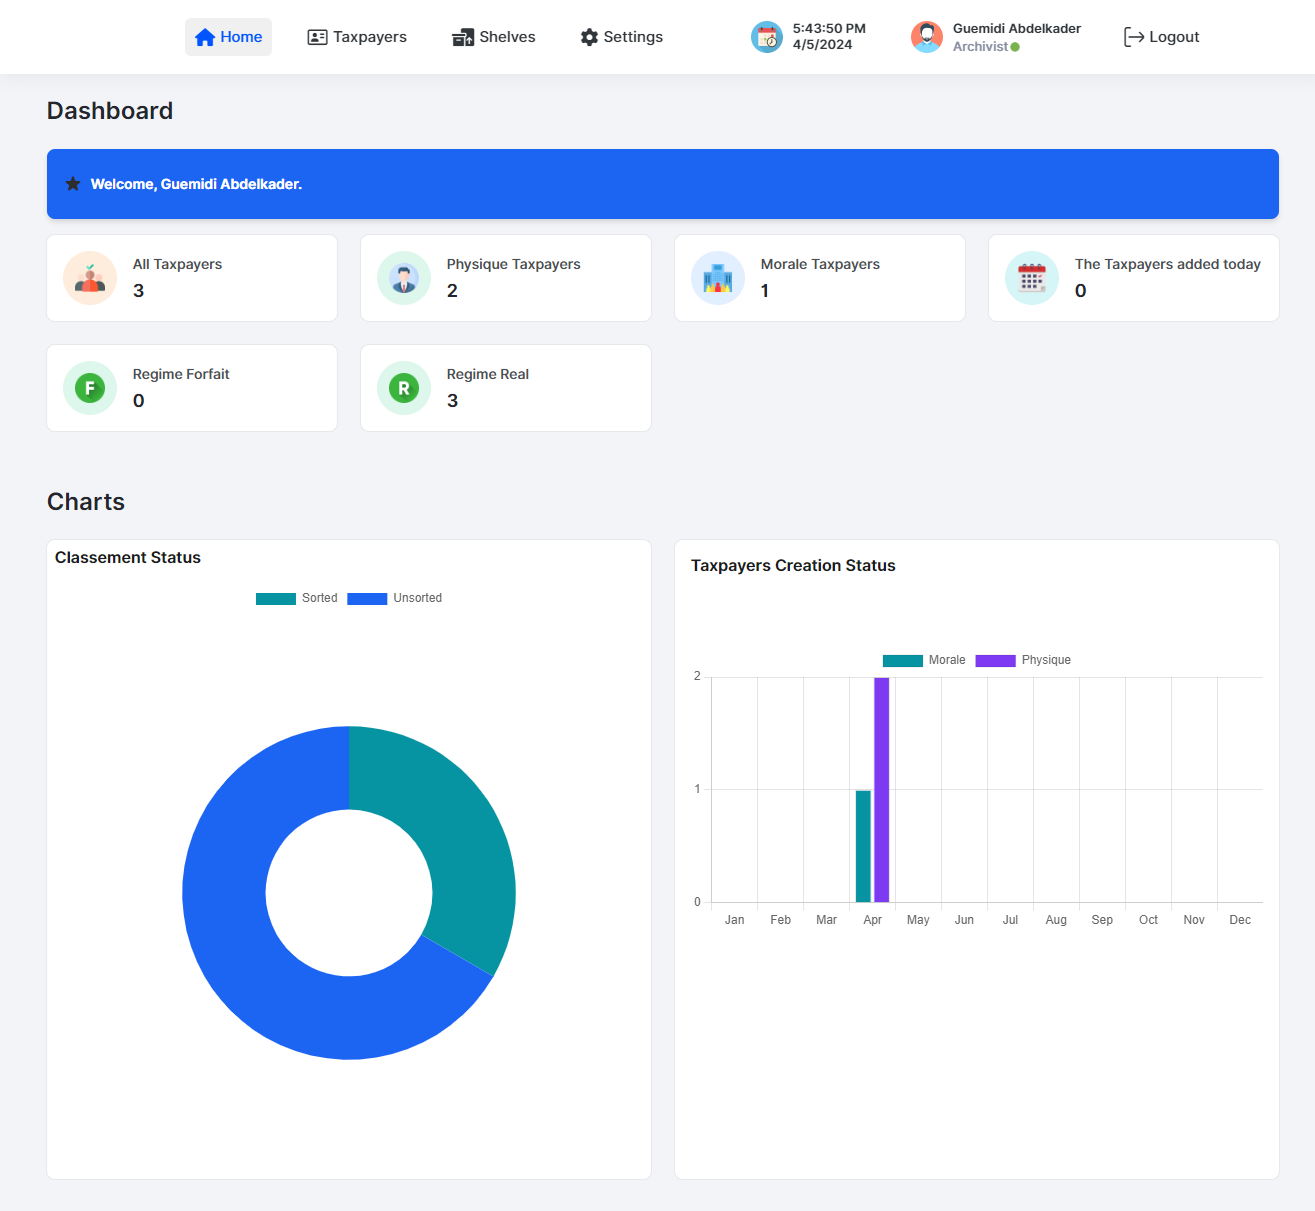 Home
Taxpayers
Shelves
Settings
5:43:50 PM
4/5/2024
Guemidi Abdelkader
Archivist
Logout
Dashboard
Welcome, Guemidi Abdelkader.
All Taxpayers
3
Physique Taxpayers
2
Morale Taxpayers
1
The Taxpayers added today
0
F
Regime Forfait
0
R
Regime Real
3
Charts
Classement Status
Sorted
Unsorted
Taxpayers Creation Status
Morale
Physique
2
1
0
Jan Feb Mar Apr May Jun Jul Aug Sep Oct Nov Dec